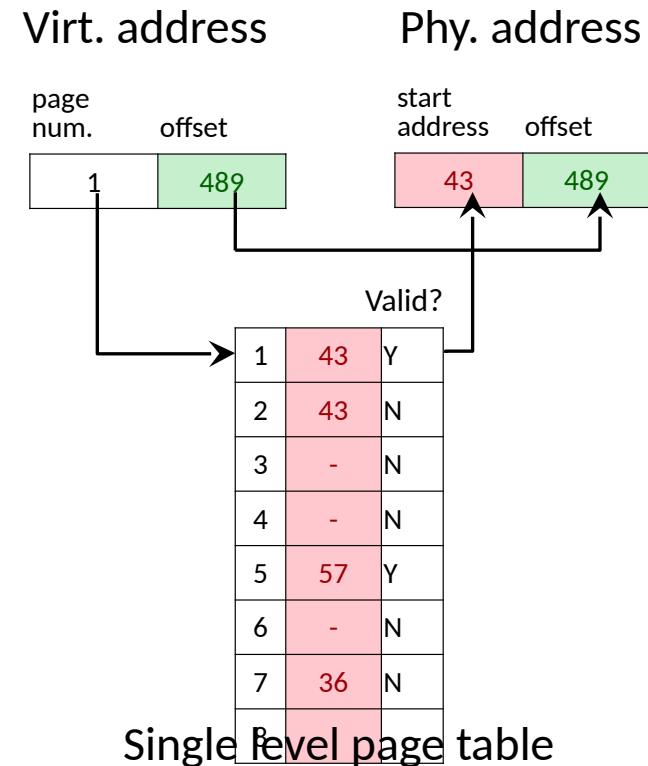 Virt. address Phy. address
page start
num. offset address offset
1 489 43 489
Valid?
1 43 Y
2 43 N
3 - N
4 - N
5 57 Y
6 - N
7 36 N
8
Single level page table